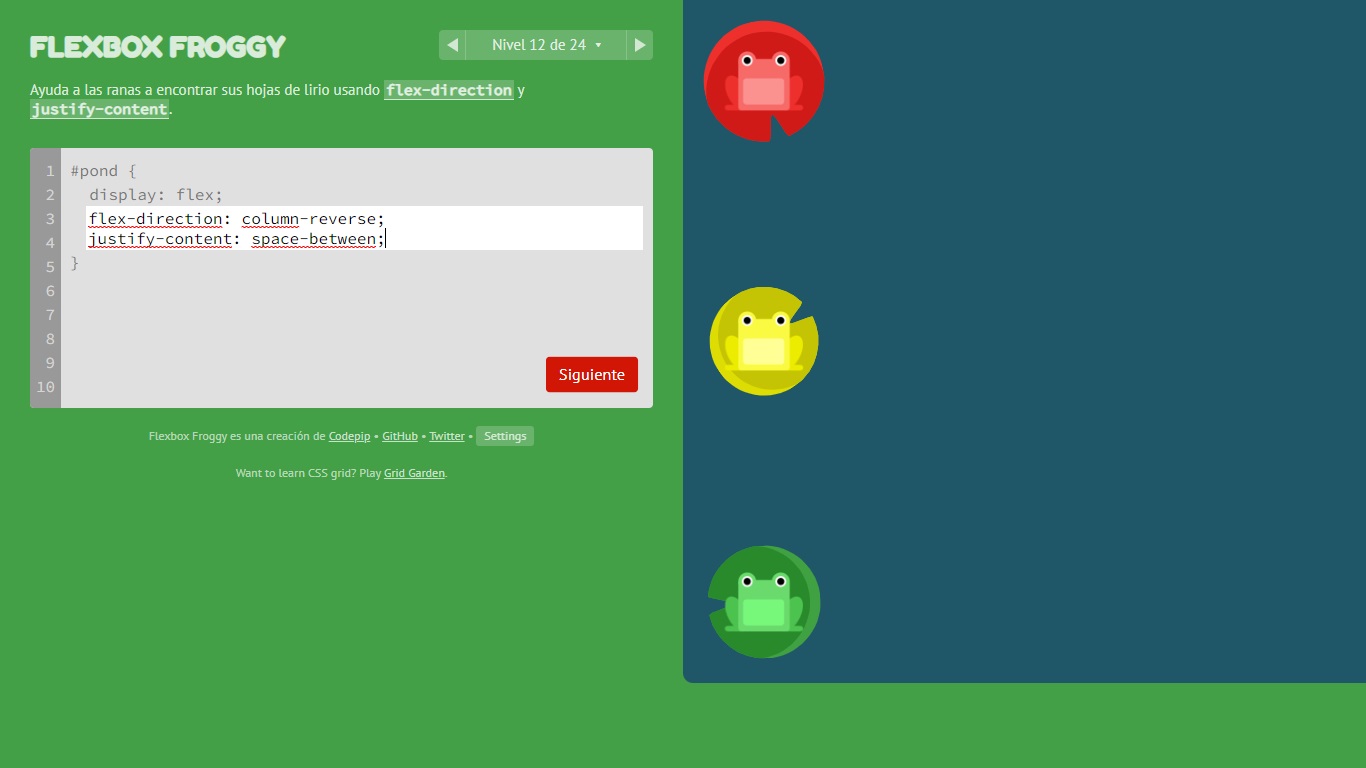 FLEXBOX FROGGY
Nivel 12 de 24
Ayuda a las ranas a encontrar sus hojas de lirio usando flex-direction y
justify-content.
1 #pond {
2 display: flex;
3 flex-direction: column-reverse;
4 justify-content: space-between;
5 }
6
7
8
9
10
Siguiente
Flexbox Froggy es una creación de Codepip • GitHub • Twitter • Settings
Want to learn CSS grid? Play Grid Garden.